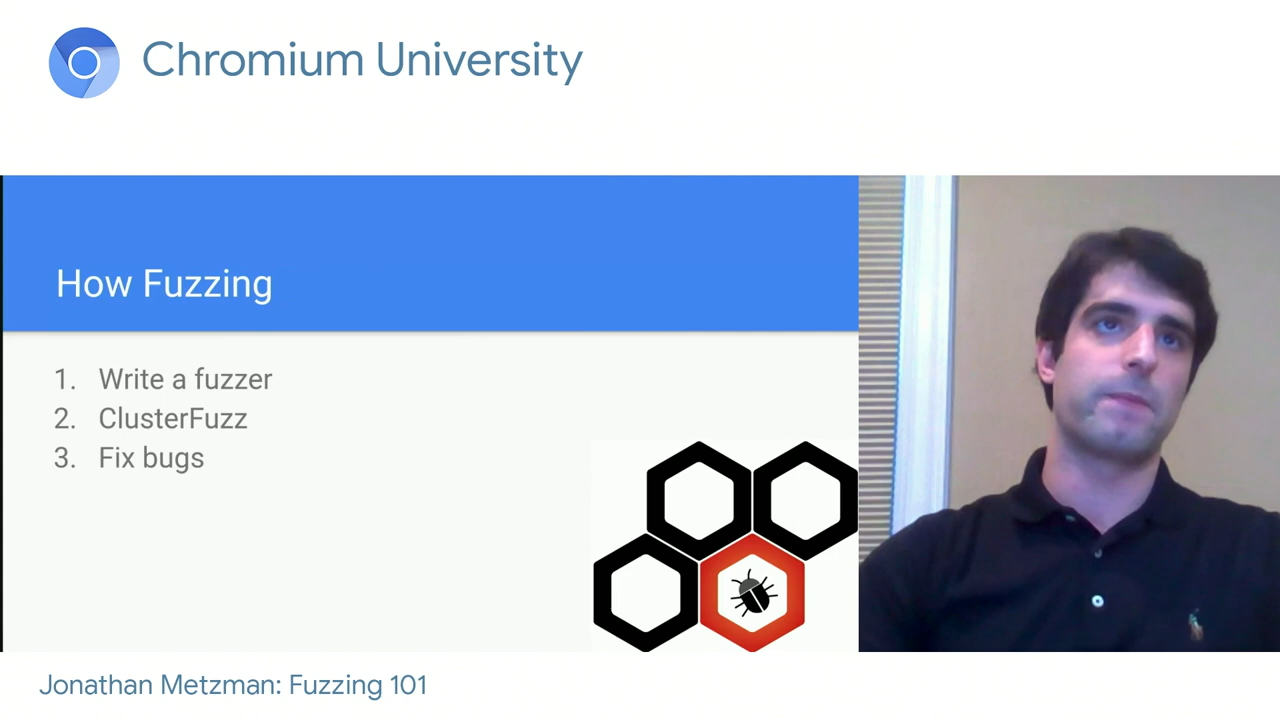 Chromium University
How Fuzzing
1. Write a fuzzer
2. ClusterFuzz
3. Fix bugs
Jonathan Metzman: Fuzzing 101